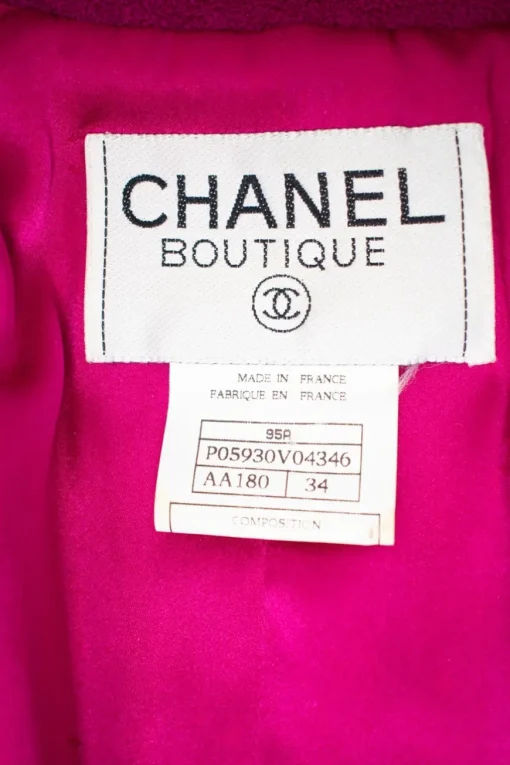 CHANEL
BOUTIQUE
MADE IN FRANCE
FABRIQUE EN FRANCE
95A
P05930V04346
AA180 34
COMPOSITION